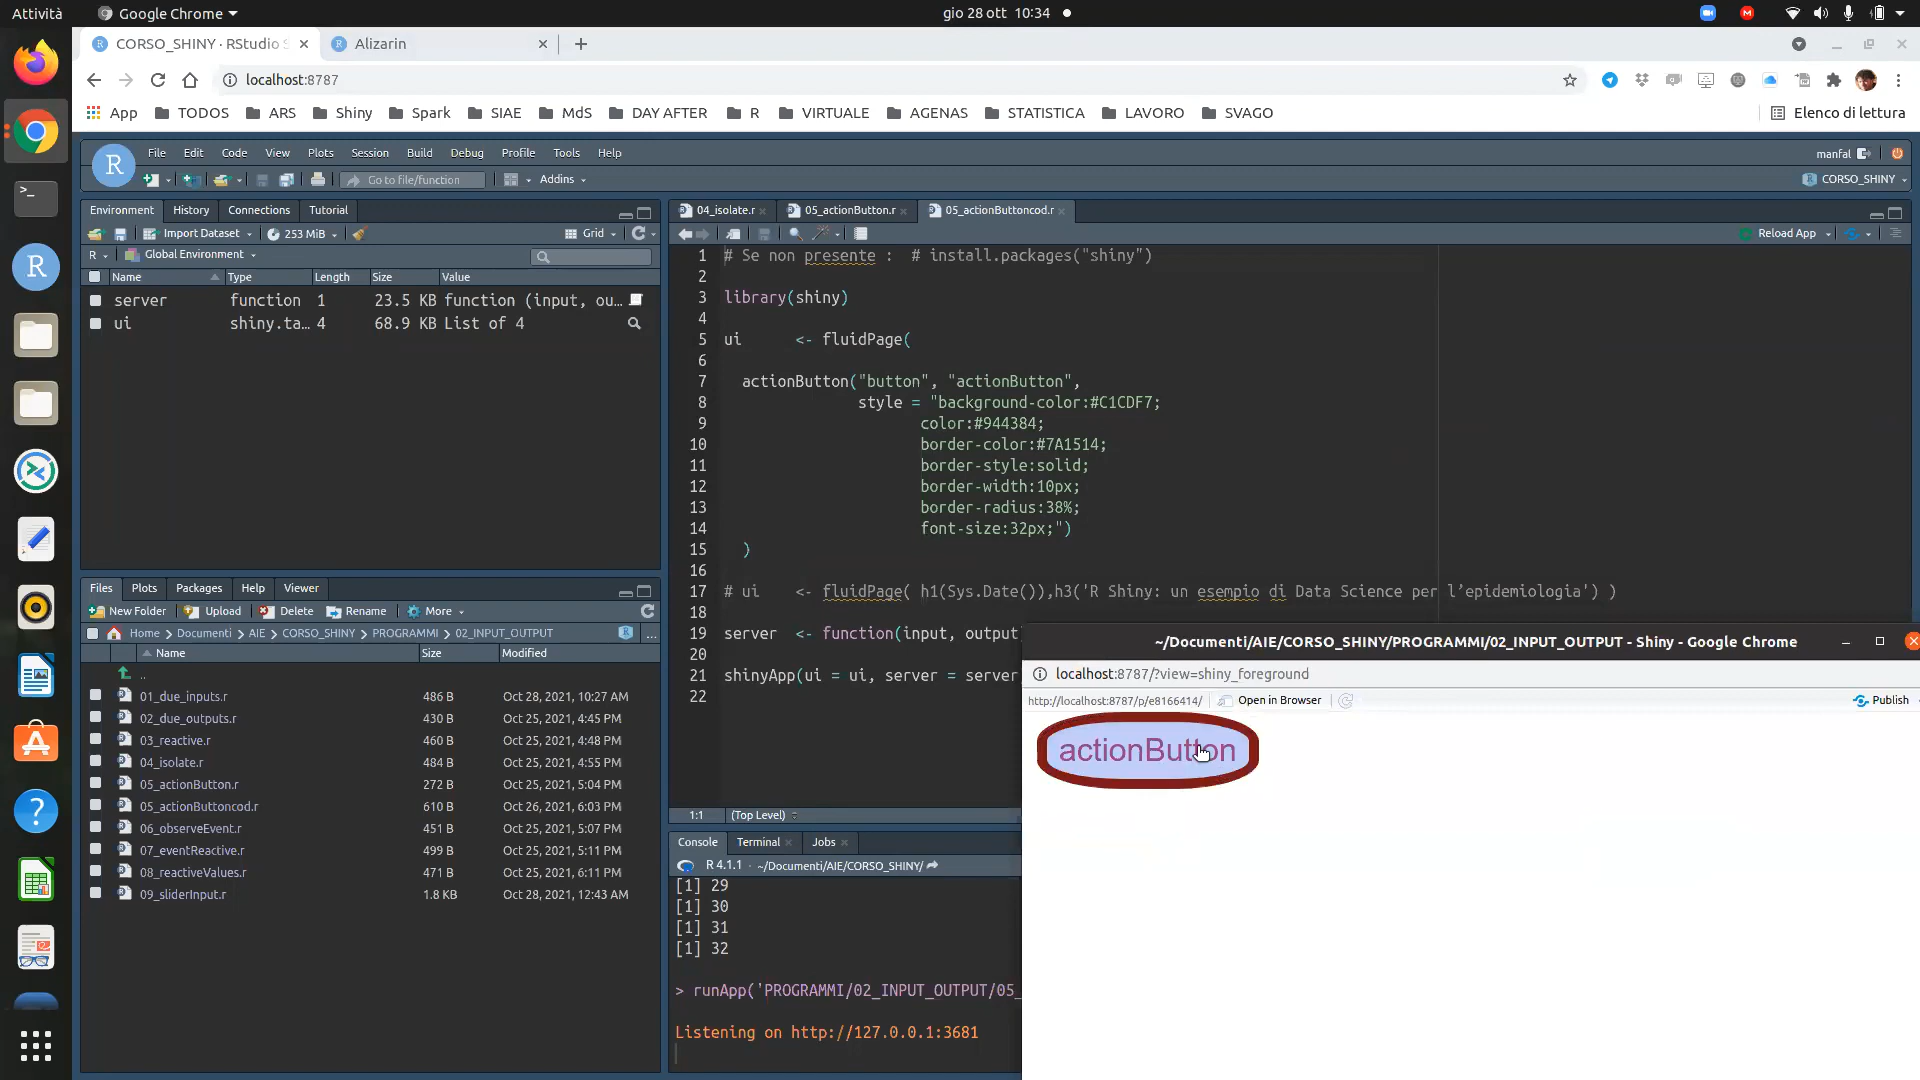 Attività
Google Chrome
gio 28 ott 10:34
CORSO_SHINY · RStudio S
Alizarin
localhost:8787
App
TODOS
ARS
Shiny
Spark
SIAE
MdS
DAY AFTER
R
VIRTUALE
AGENAS
STATISTICA
LAVORO
SVAGO
Elenco di lettura
File Edit Code View Plots Session Build Debug Profile Tools Help
manfal
Go to file/function
Addins
CORSO_SHINY
Environment History Connections Tutorial
Import Dataset 253 MiB Grid
R Global Environment
Name Type Length Size Value
server function 1 23.5 KB function (input, ou…
ui shiny.ta… 4 68.9 KB List of 4
04_isolate.r 05_actionButton.r 05_actionButtoncod.r
Reload App
1 # Se non presente : # install.packages("shiny")
2
3 library(shiny)
4
5 ui <- fluidPage(
6
7 actionButton("button", "actionButton",
8 style = "background-color:#C1CDF7;
9 color:#944384;
10 border-color:#7A1514;
11 border-style:solid;
12 border-width:10px;
13 border-radius:38%;
14 font-size:32px;")
15 )
16
17 # ui <- fluidPage( h1(Sys.Date()),h3('R Shiny: un esempio di Data Science per l'epidemiologia') )
18
19 server <- function(input, output
20
21 shinyApp(ui = ui, server = server
22
1:1 (Top Level)
Files Plots Packages Help Viewer
New Folder Upload Delete Rename More
Home Documenti AIE CORSO_SHINY PROGRAMMI 02_INPUT_OUTPUT ...
Name Size Modified
..
01_due_inputs.r 486 B Oct 28, 2021, 10:27 AM
02_due_outputs.r 430 B Oct 25, 2021, 4:45 PM
03_reactive.r 460 B Oct 25, 2021, 4:48 PM
04_isolate.r 484 B Oct 25, 2021, 4:55 PM
05_actionButton.r 272 B Oct 25, 2021, 5:04 PM
05_actionButtoncod.r 610 B Oct 26, 2021, 6:03 PM
06_observeEvent.r 451 B Oct 25, 2021, 5:07 PM
07_eventReactive.r 499 B Oct 25, 2021, 5:11 PM
08_reactiveValues.r 471 B Oct 25, 2021, 6:11 PM
09_sliderInput.r 1.8 KB Oct 28, 2021, 12:43 AM
Console Terminal Jobs
R 4.1.1 · ~/Documenti/AIE/CORSO_SHINY/
[1] 29
[1] 30
[1] 31
[1] 32
> runApp('PROGRAMMI/02_INPUT_OUTPUT/05_
Listening on http://127.0.0.1:3681
~/Documenti/AIE/CORSO_SHINY/PROGRAMMI/02_INPUT_OUTPUT - Shiny - Google Chrome
localhost:8787/?view=shiny_foreground
http://localhost:8787/p/e8166414/ Open in Browser Publish
actionButton